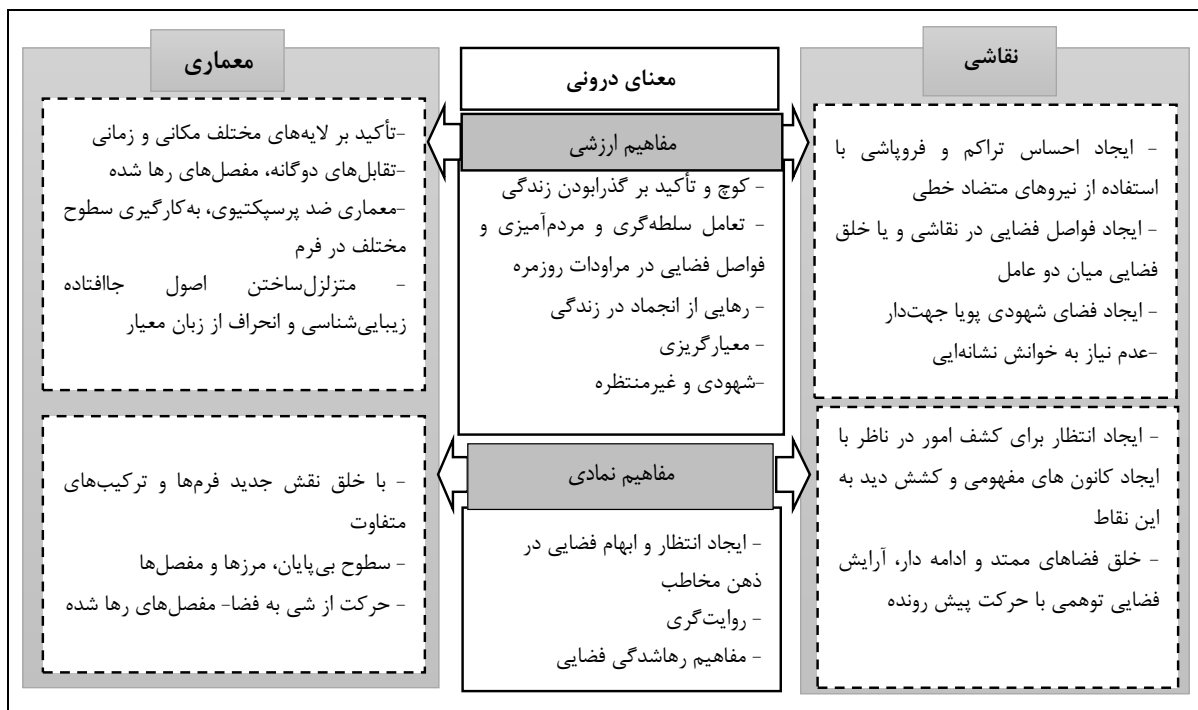 نقاشی
- ایجاد احساس تراکم و فروپاشی با
استفاده از نیروهای متضاد خطی
- ایجاد فواصل فضایی در نقاشی و یا خلق
فضایی میان دو عامل
- ایجاد فضای شهودی پویا جهت‌دار
-عدم نیاز به خوانش نشانه‌ایی
- ایجاد انتظار برای کشف امور در ناظر با
ایجاد کانون های مفهومی و کشش دید به
این نقاط
- خلق فضاهای ممتد و ادامه دار، آرایش
فضایی توهمی با حرکت پیش رونده
معنای درونی
مفاهیم ارزشی
- کوچ و تأکید بر گذرابودن زندگی
- تعامل سلطه‌گری و مردم‌آمیزی و
فواصل فضایی در مراودات روزمره
- رهایی از انجماد در زندگی
- معیارگریزی
-شهودی و غیرمنتظره
مفاهیم نمادی
- ایجاد انتظار و ابهام فضایی در
ذهن مخاطب
- روایت‌گری
- مفاهیم رهاشدگی فضایی
معماری
-تأکید بر لایه‌های مختلف مکانی و زمانی
-تقابل‌های دوگانه، مفصل‌های رها شده
-معماری ضد پرسپکتیوی، به‌کارگیری سطوح
مختلف در فرم
- متزلزل‌ساختن اصول جاافتاده
زیبایی‌شناسی و انحراف از زبان معیار
- با خلق نقش جدید فرم‌ها و ترکیب‌های
متفاوت
- سطوح بی‌پایان، مرزها و مفصل‌ها
- حرکت از شی به فضا- مفصل‌های رها شده